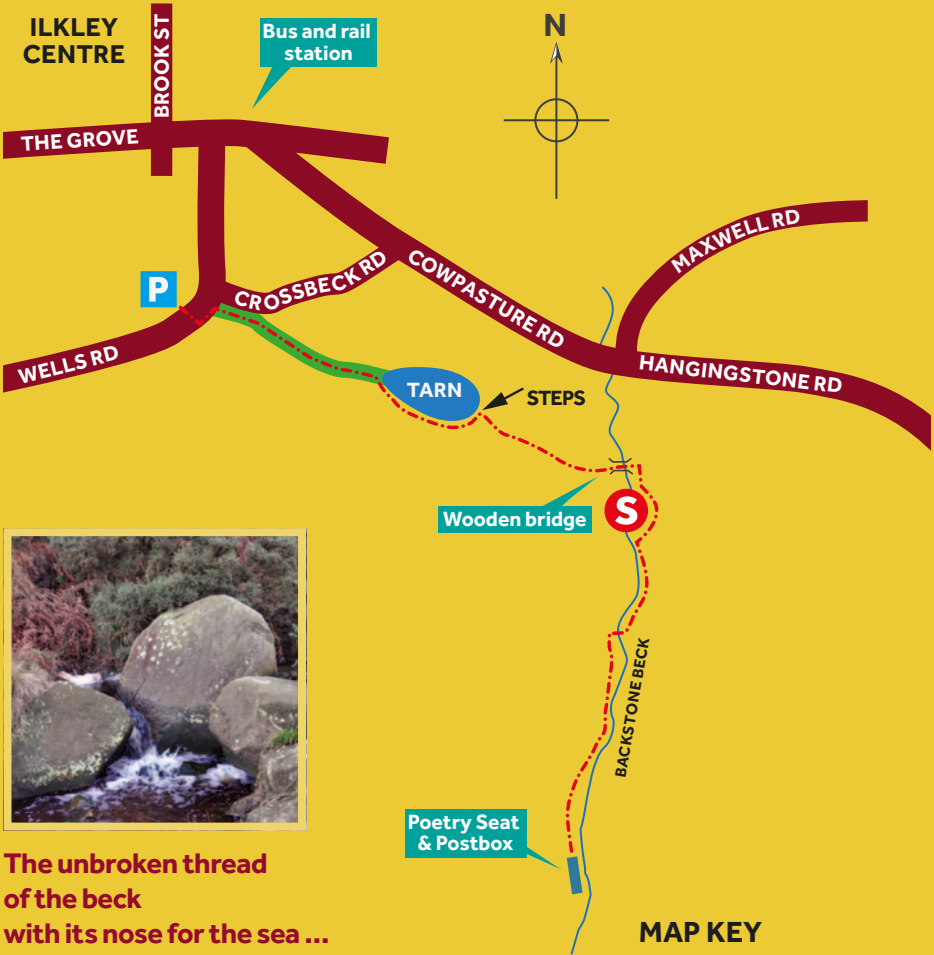 ILKLEY
CENTRE
BROOK ST
Bus and rail
station
N
THE GROVE
MAXWELL RD
P
CROSSBECK RD
COWPASTURE RD
WELLS RD
HANGINGSTONE RD
TARN
STEPS
Wooden bridge
S
BACKSTONE BECK
Poetry Seat
& Postbox
The unbroken thread
of the beck
with its nose for the sea ...
MAP KEY